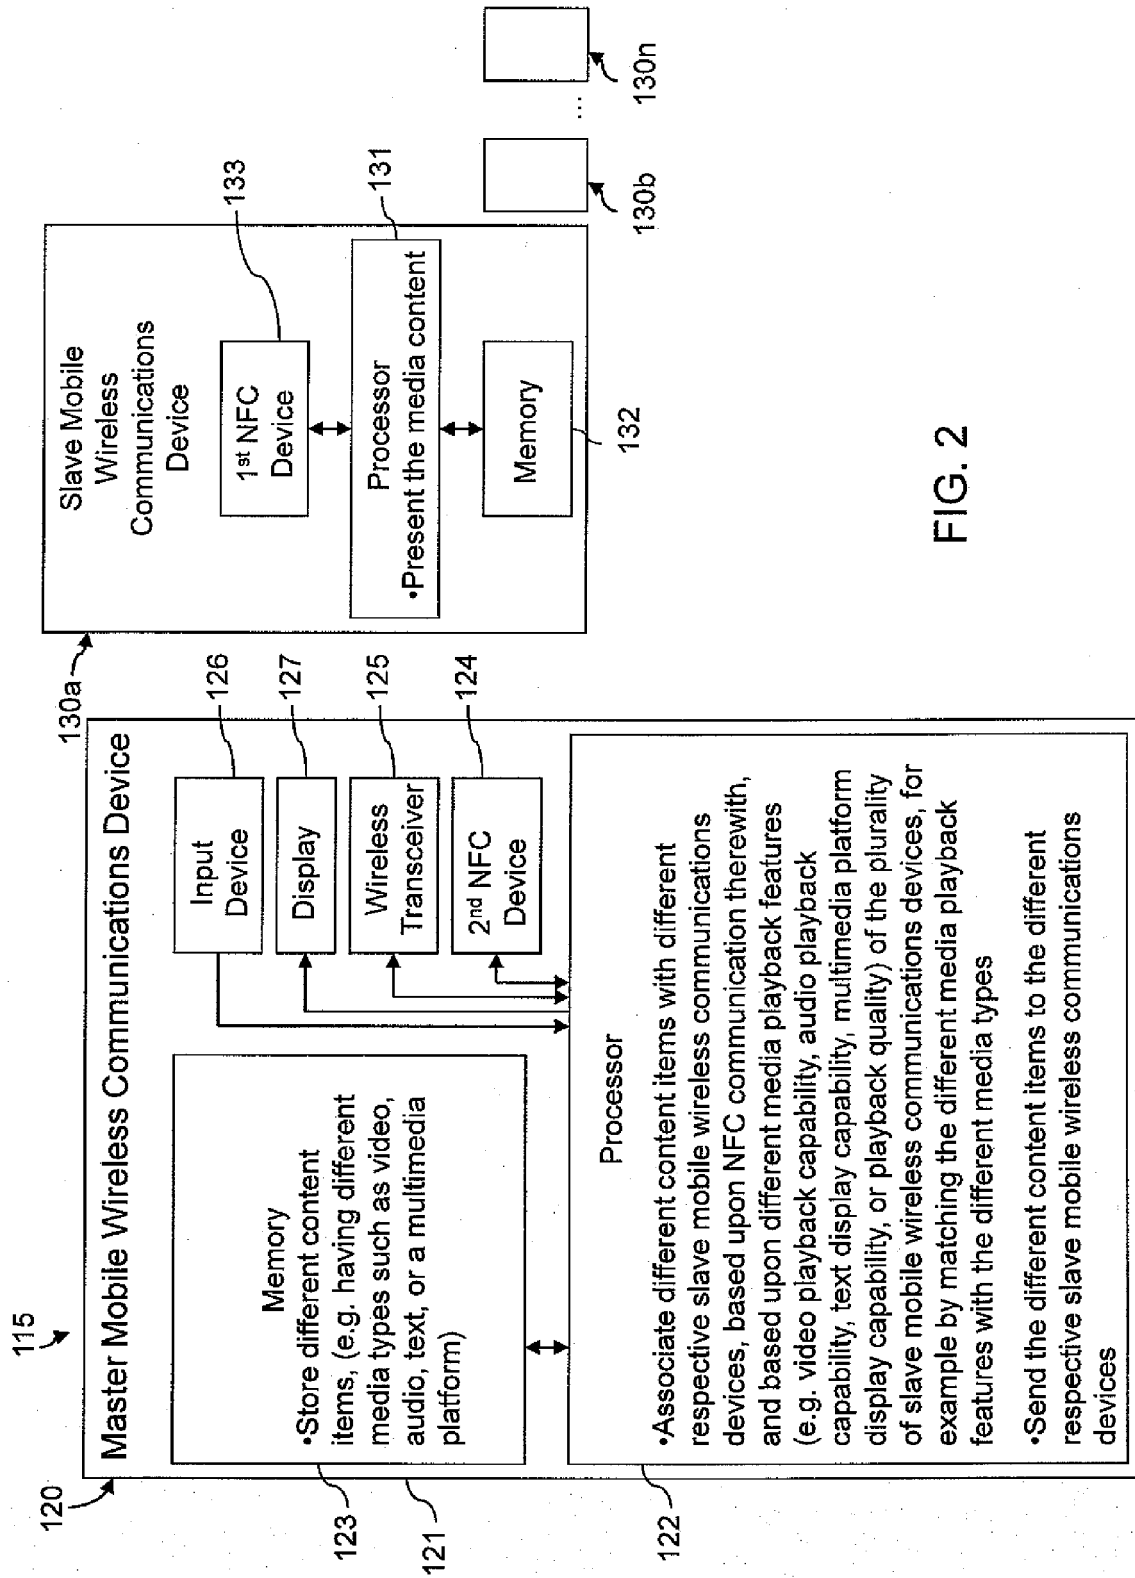 115
120
Master Mobile Wireless Communications Device
Memory
•Store different content
items, (e.g. having different
media types such as video,
audio, text, or a multimedia
platform)
123
121
Input
Device
126
Display
127
Wireless
Transceiver
125
2nd NFC
Device
124
Processor
•Associate different content items with different
respective slave mobile wireless communications
devices, based upon NFC communication therewith,
and based upon different media playback features
(e.g. video playback capability, audio playback
capability, text display capability, multimedia platform
display capability, or playback quality) of the plurality
of slave mobile wireless communications devices, for
example by matching the different media playback
features with the different media types
•Send the different content items to the different
respective slave mobile wireless communications
devices
122
130a
Slave Mobile
Wireless
Communications
Device
1st NFC
Device
133
Processor
•Present the media content
131
Memory
132
130b
...
130n
FIG. 2